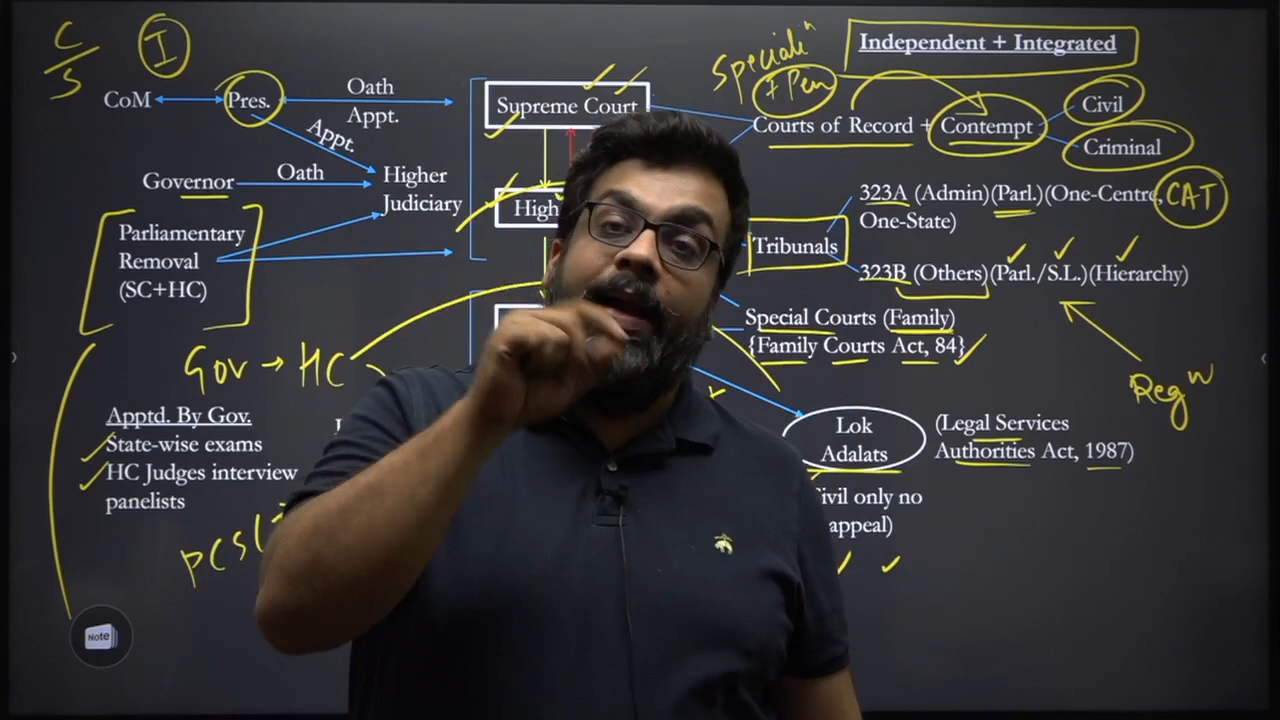 C/S
I
Speciali^n
+ Pen
Independent + Integrated
CoM
Pres.
Oath
Appt.
Appt.
Supreme Court
Courts of Record +
Contempt
Civil
Criminal
Governor
Oath
Higher
Judiciary
High
323A (Admin)(Parl.)(One-Centre,
CAT
One-State)
Tribunals
Parliamentary
Removal
(SC+HC)
323B (Others)(Parl./S.L.)(Hierarchy)
Special Courts (Family)
{Family Courts Act, 84}
Gov → HC
Reg^n
Apptd. By Gov.
State-wise exams
HC Judges interview
panelists
Lok
Adalats
(Legal Services
Authorities Act, 1987)
ivil only no
appeal)
PCS(
Note